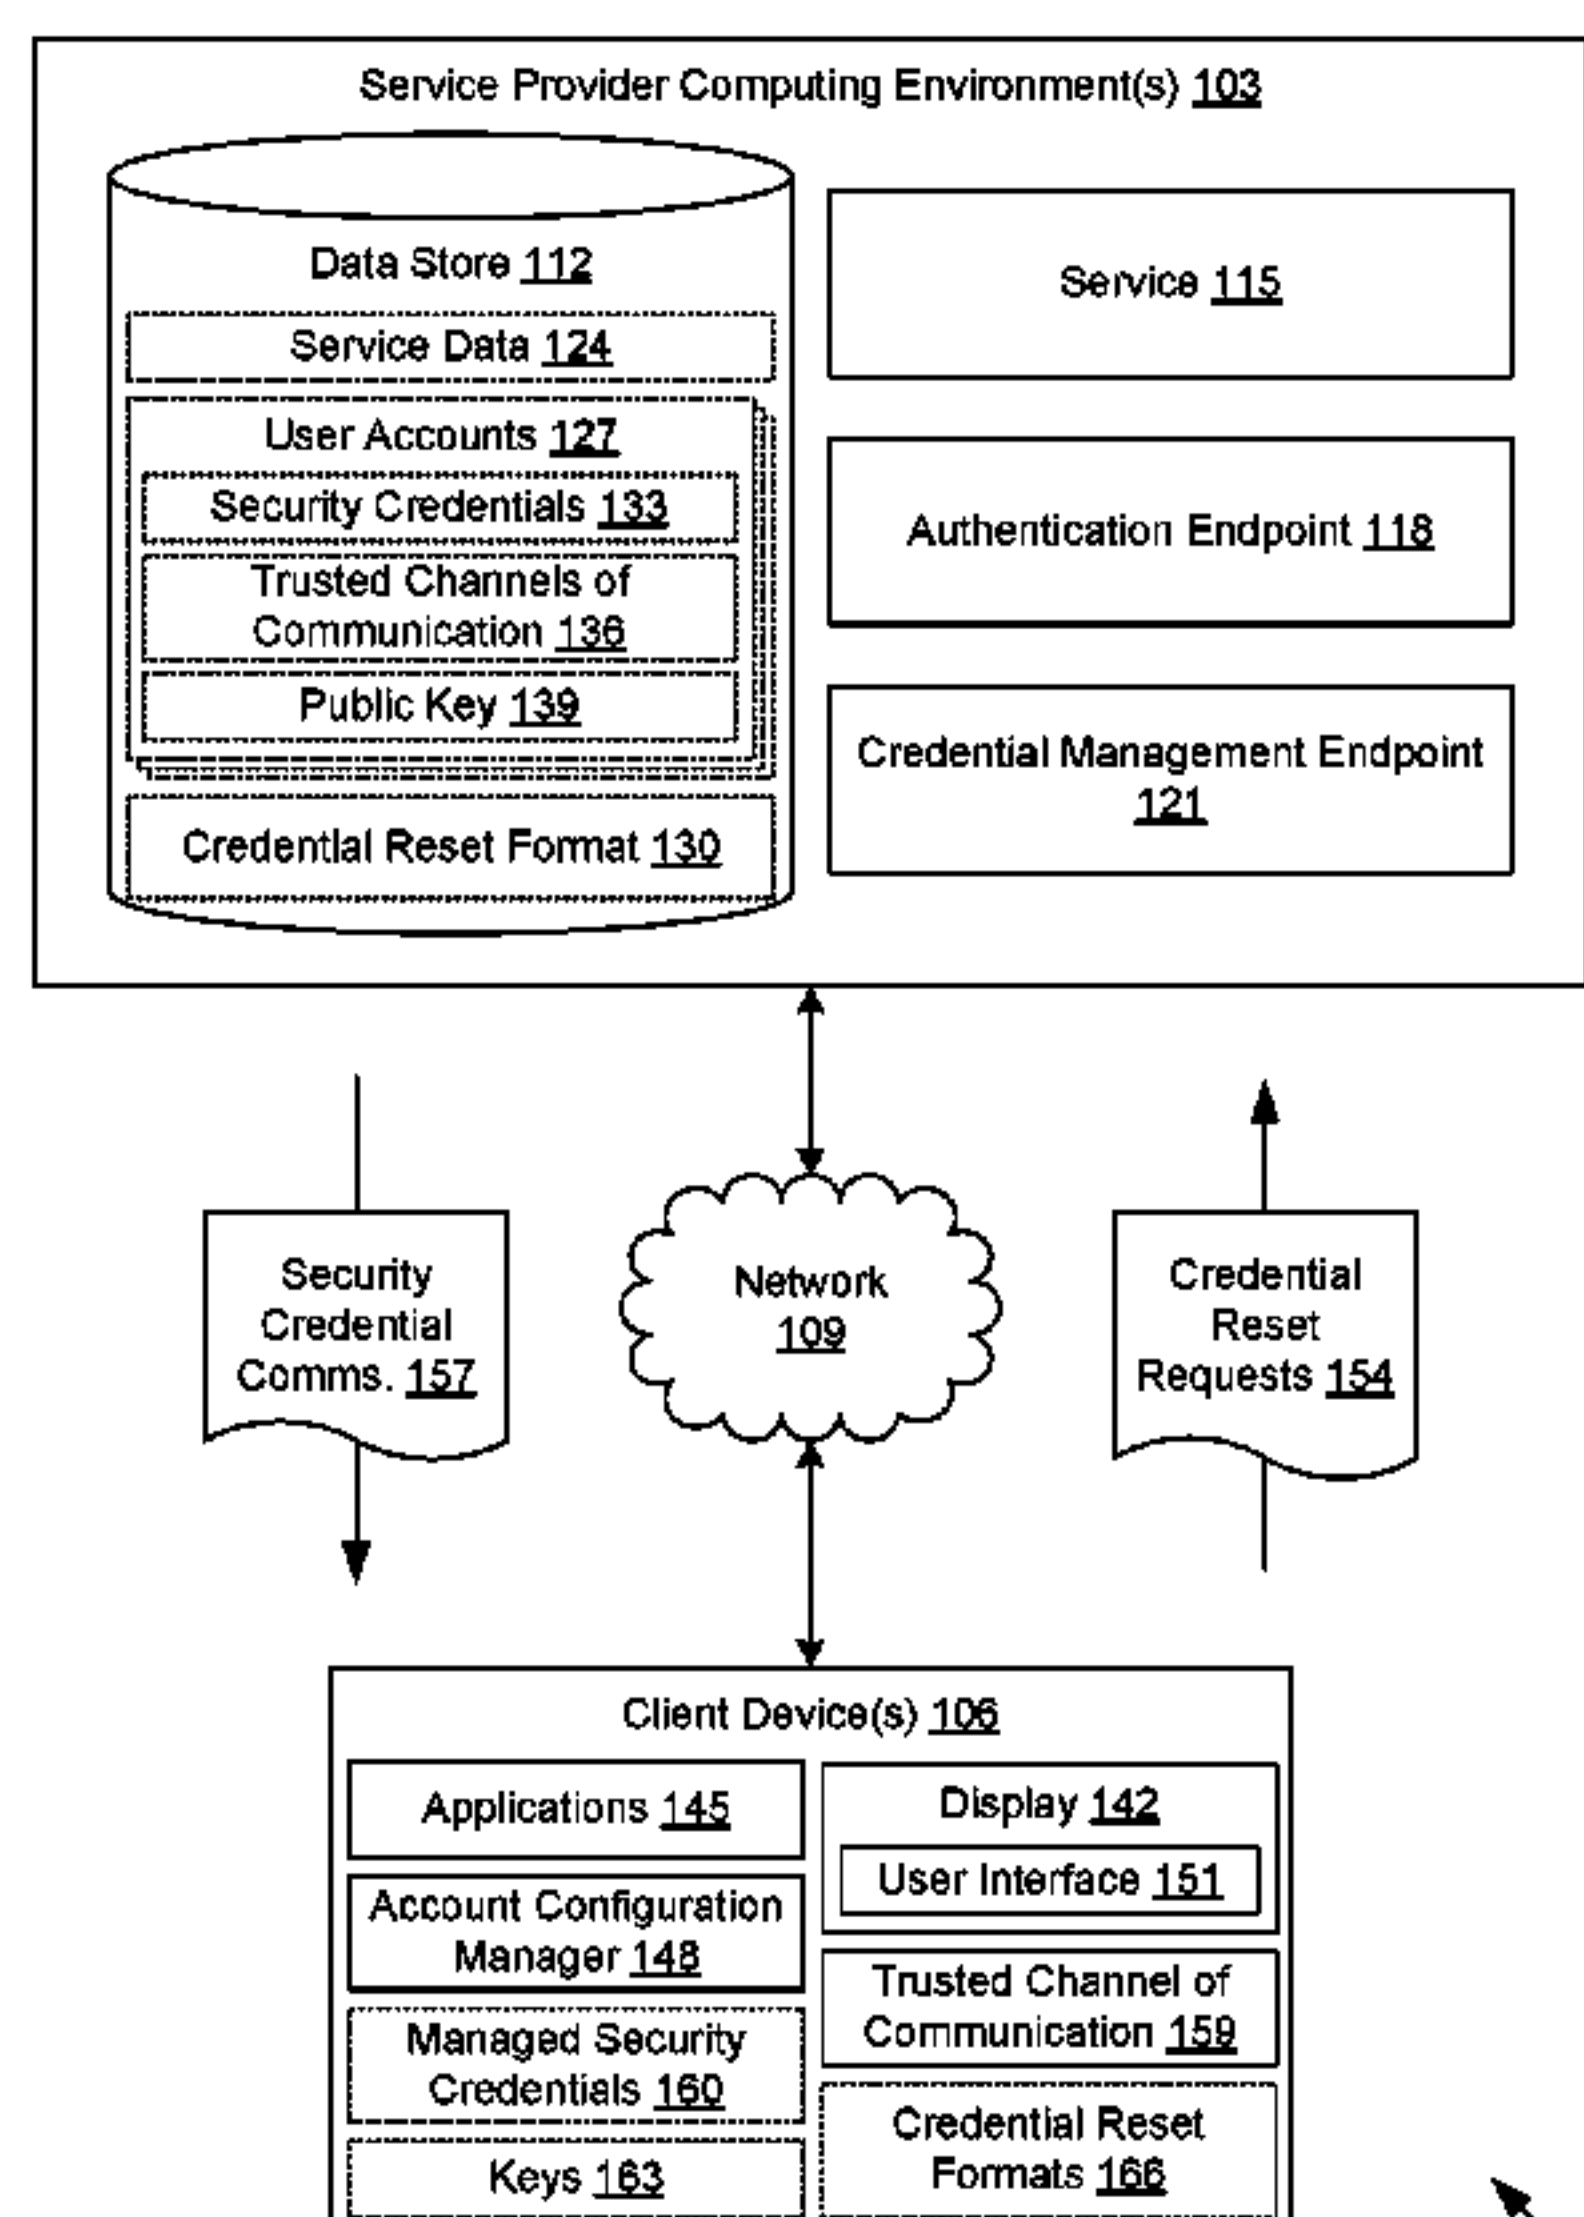 Service Provider Computing Environment(s) 103
Data Store 112
Service Data 124
User Accounts 127
Security Credentials 133
Trusted Channels of
Communication 136
Public Key 139
Credential Reset Format 130
Service 115
Authentication Endpoint 118
Credential Management Endpoint
121
Security
Credential
Comms. 157
Network
109
Credential
Reset
Requests 154
Client Device(s) 106
Applications 145
Account Configuration
Manager 148
Managed Security
Credentials 160
Keys 163
Display 142
User Interface 151
Trusted Channel of
Communication 159
Credential Reset
Formats 166